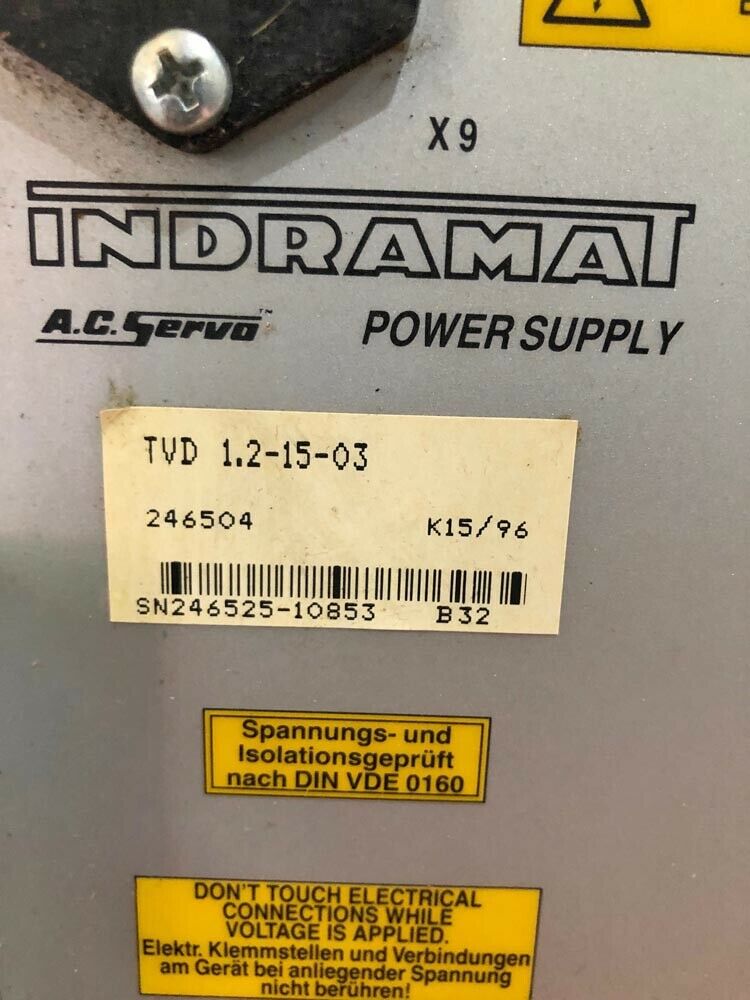 X9
INDRAMAT
A.C. Servo™ POWER SUPPLY
TVD 1.2-15-03
246504 K15/96
SN246525-10853 B32
Spannungs- und
Isolationsgeprüft
nach DIN VDE 0160
DON'T TOUCH ELECTRICAL
CONNECTIONS WHILE
VOLTAGE IS APPLIED.
Elektr. Klemmstellen und Verbindungen
am Gerät bei anliegender Spannung
nicht berühren!